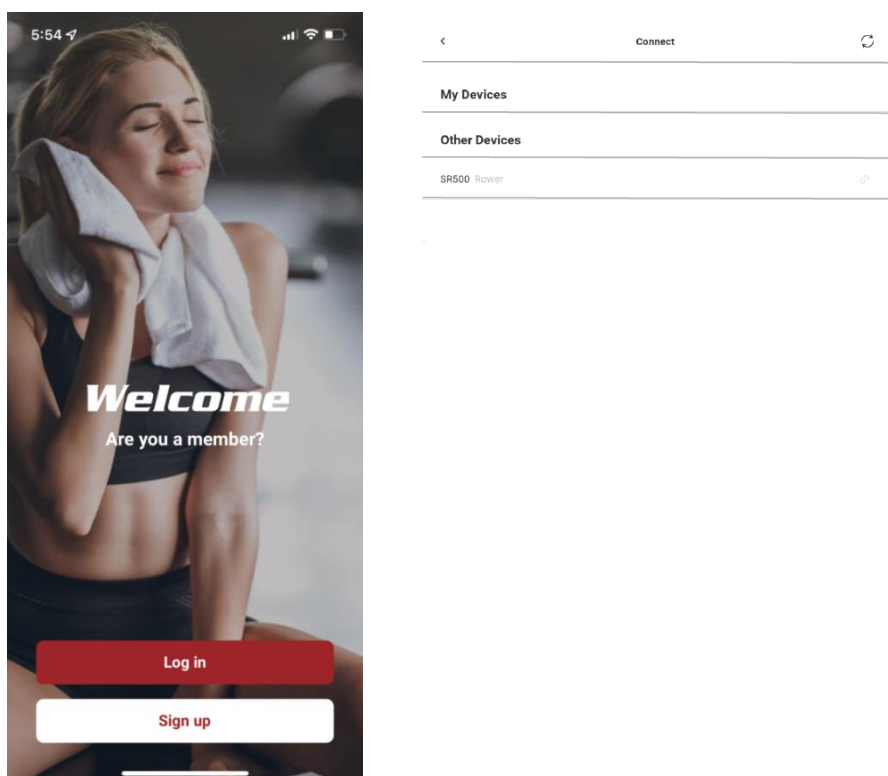 5:54
Welcome
Are you a member?
Log in
Sign up
Connect
My Devices
Other Devices
SR500 Rower